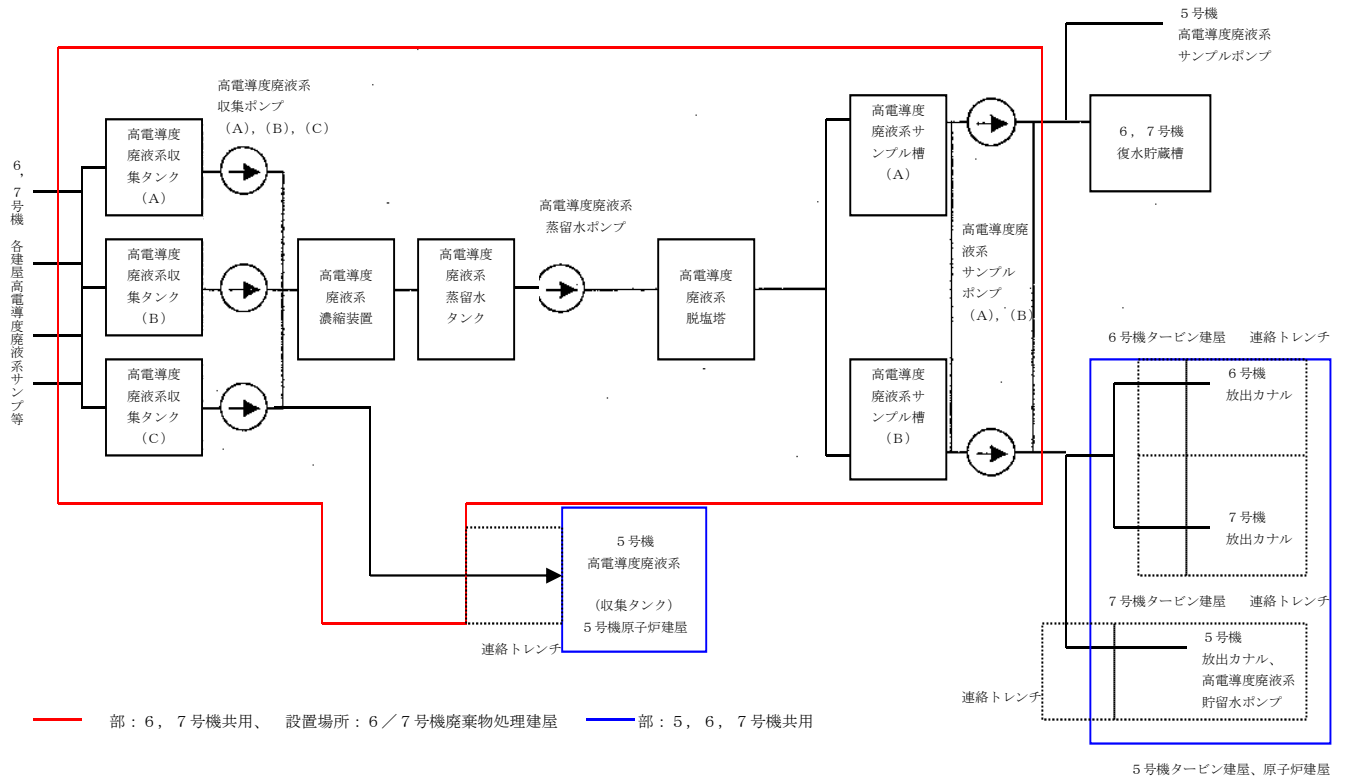 ５号機
高電導度廃液系
サンプルポンプ
高電導度廃液系
収集ポンプ
（A），（B），（C）
高電導度
廃液系収
集タンク
（A）
高電導度
廃液系サ
ンプル槽
（A）
６，７号機
復水貯蔵槽
６，７号機　各建屋高電導度廃液系サンプ等
高電導度廃液系
蒸留水ポンプ
高電導度
廃液系収
集タンク
（B）
高電導度
廃液系
濃縮装置
高電導度
廃液系
蒸留水
タンク
高電導度
廃液系
脱塩塔
高電導度廃
液系
サンプル
ポンプ
（A），（B）
高電導度
廃液系収
集タンク
（C）
高電導度
廃液系サ
ンプル槽
（B）
６号機タービン建屋　連絡トレンチ
６号機
放出カナル
７号機
放出カナル
７号機タービン建屋　連絡トレンチ
５号機
高電導度廃液系
（収集タンク）
５号機原子炉建屋
連絡トレンチ
５号機
放出カナル、
高電導度廃液系
貯留水ポンプ
連絡トレンチ
部：６，７号機共用、　設置場所：６／７号機廃棄物処理建屋
部：５，６，７号機共用
５号機タービン建屋、原子炉建屋